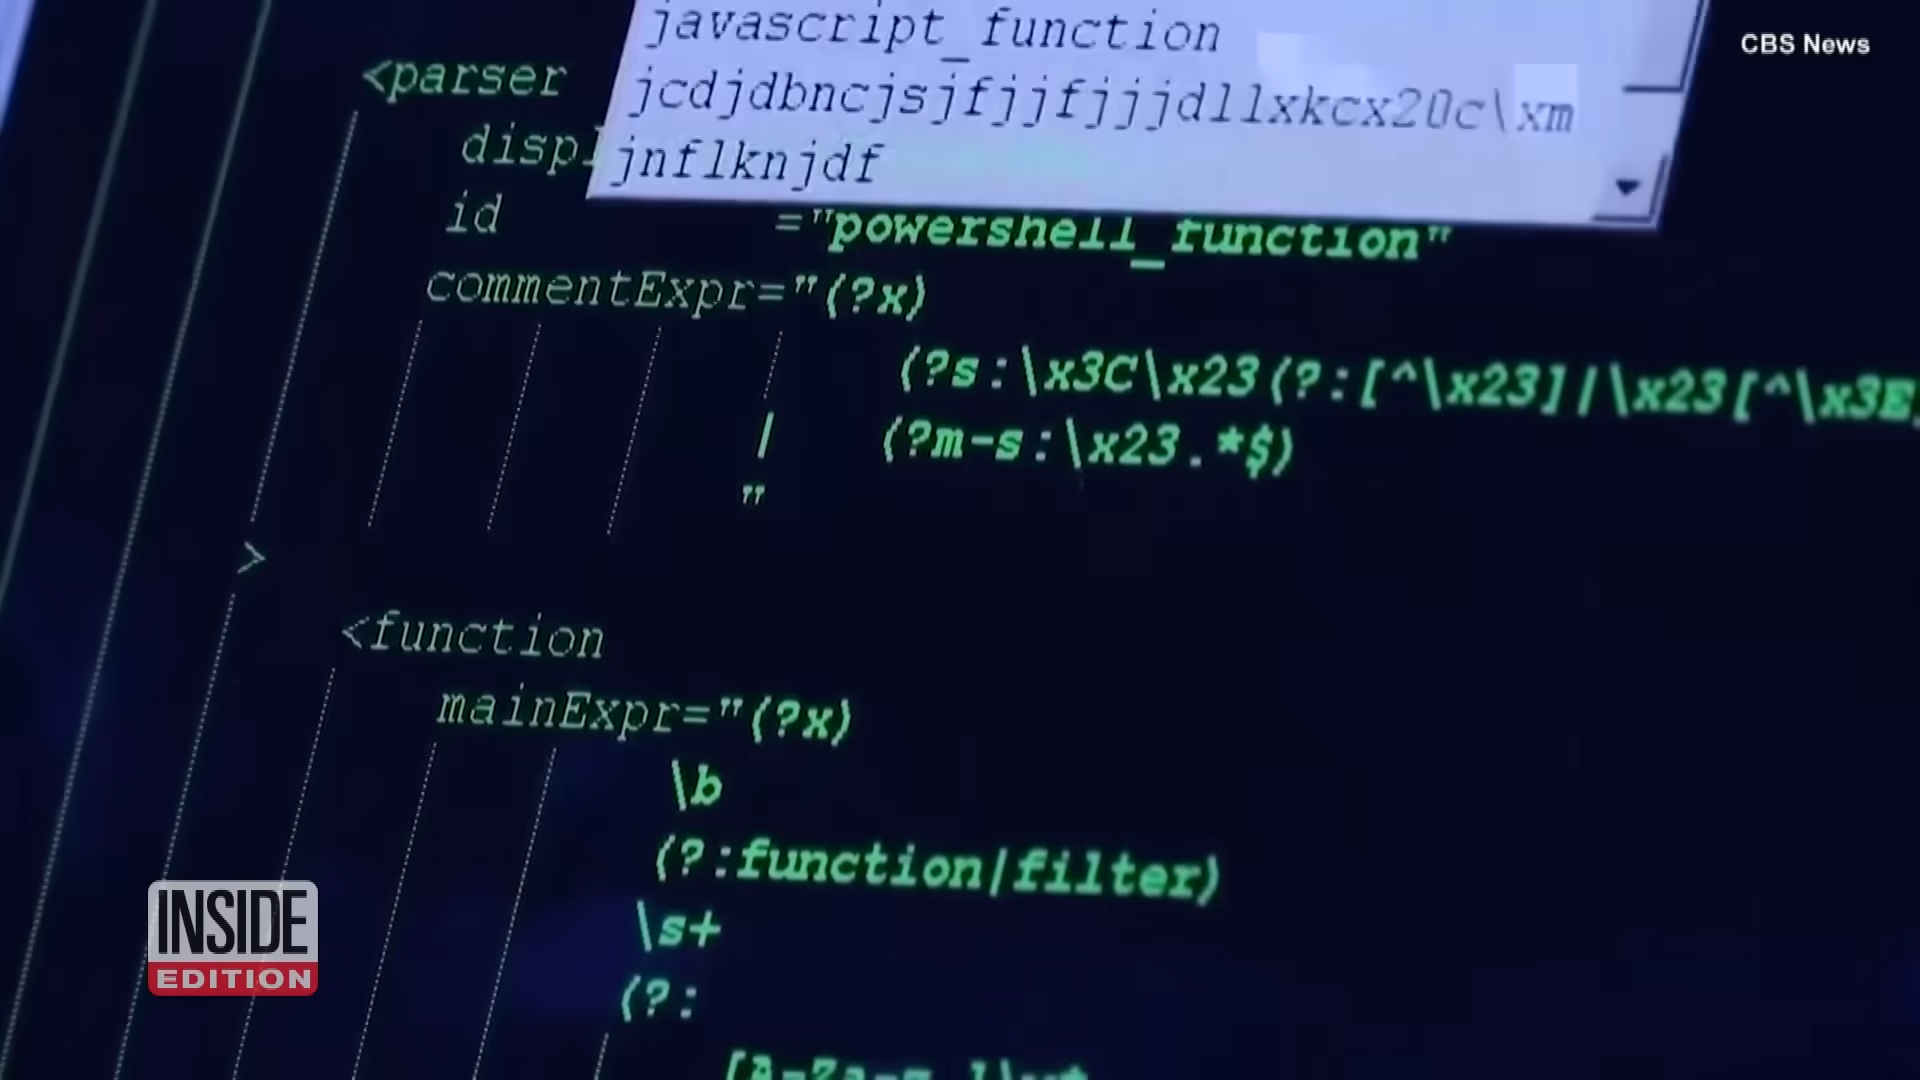 javascript_function
CBS News
<parser
jcdjdbncjsjfjjfjjjdllxkcx20c\xm
displ
jnflknjdf
id ="powershell_function"
commentExpr="(?x)
(?s:\x3C\x23(?:[^\x23]|\x23[^\x3E
| (?m-s:\x23.*$)
"
>
<function
mainExpr="(?x)
\b
(?:function|filter)
\s+
(?:
INSIDE
EDITION